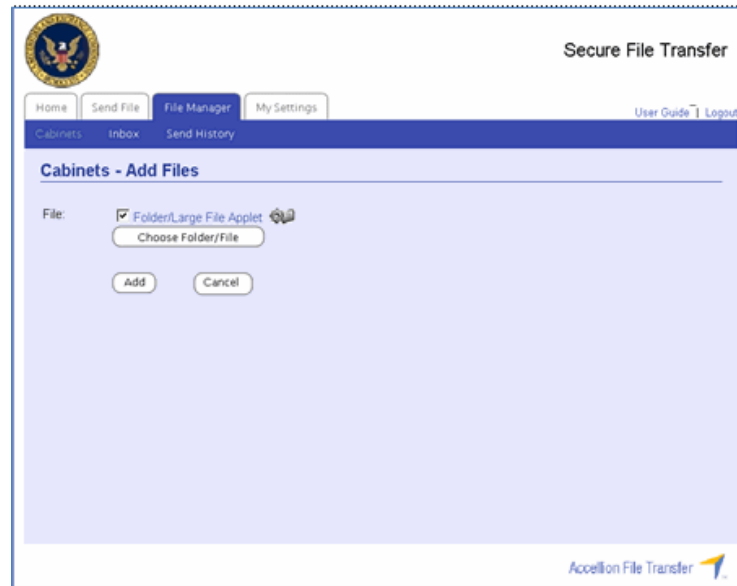 Secure File Transfer
Home Send File File Manager My Settings
User Guide | Logout
Cabinets Inbox Send History
Cabinets - Add Files
File: Folder/Large File Applet
Choose Folder/File
Add Cancel
Accellion File Transfer